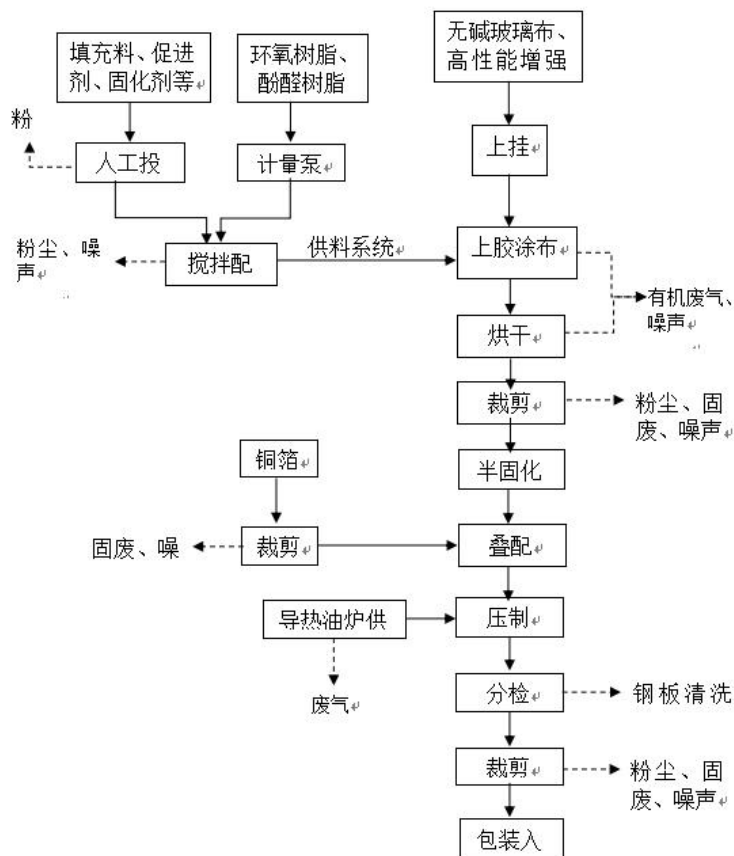 填充料、促进
剂、固化剂等
环氧树脂、
酚醛树脂
无碱玻璃布、
高性能增强
粉
人工投
计量泵
上挂
粉尘、噪
声
搅拌配
供料系统
上胶涂布
有机废气、
噪声
烘干
裁剪
粉尘、固
废、噪声
铜箔
半固化
固废、噪
裁剪
叠配
导热油炉供
压制
废气
分检
钢板清洗
裁剪
粉尘、固
废、噪声
包装入